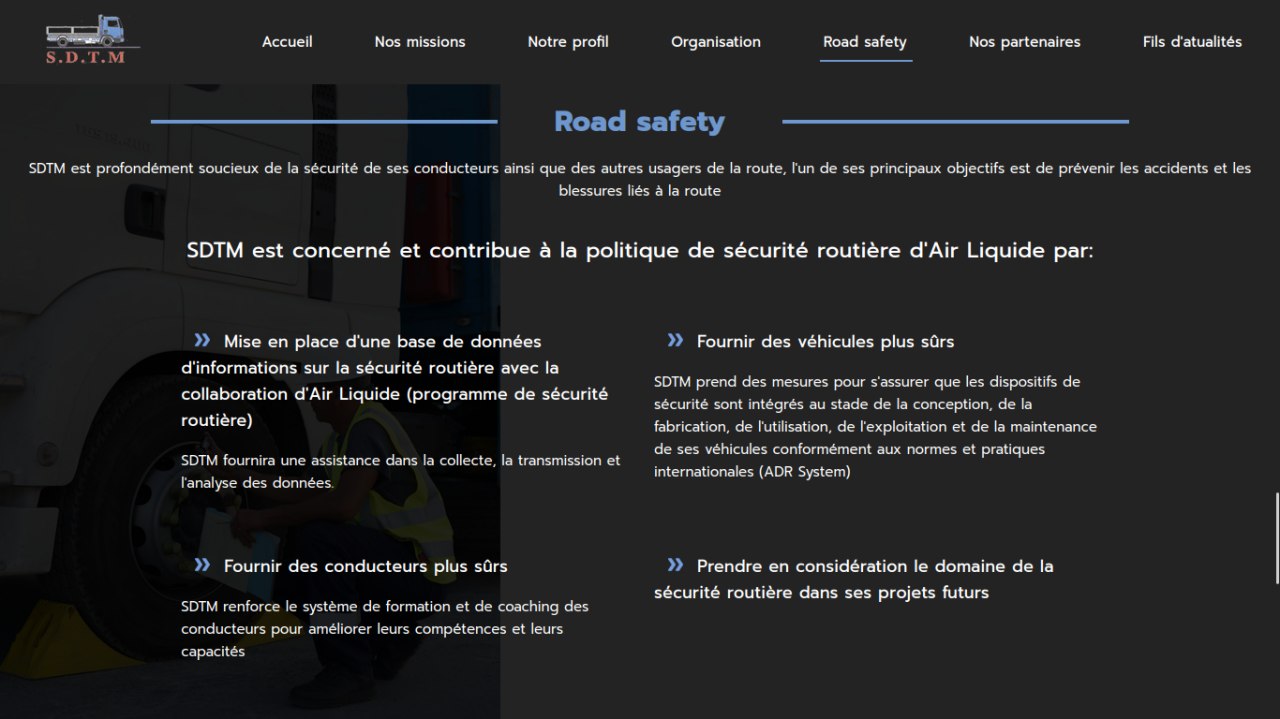 S.D.T.M
Accueil
Nos missions
Notre profil
Organisation
Road safety
Nos partenaires
Fils d'atualités
Road safety
SDTM est profondément soucieux de la sécurité de ses conducteurs ainsi que des autres usagers de la route, l'un de ses principaux objectifs est de prévenir les accidents et les
blessures liés à la route
SDTM est concerné et contribue à la politique de sécurité routière d'Air Liquide par:
» Mise en place d'une base de données
d'informations sur la sécurité routière avec la
collaboration d'Air Liquide (programme de sécurité
routière)
SDTM fournira une assistance dans la collecte, la transmission et
l'analyse des données.
» Fournir des véhicules plus sûrs
SDTM prend des mesures pour s'assurer que les dispositifs de
sécurité sont intégrés au stade de la conception, de la
fabrication, de l'utilisation, de l'exploitation et de la maintenance
de ses véhicules conformément aux normes et pratiques
internationales (ADR System)
» Fournir des conducteurs plus sûrs
SDTM renforce le système de formation et de coaching des
conducteurs pour améliorer leurs compétences et leurs
capacités
» Prendre en considération le domaine de la
sécurité routière dans ses projets futurs